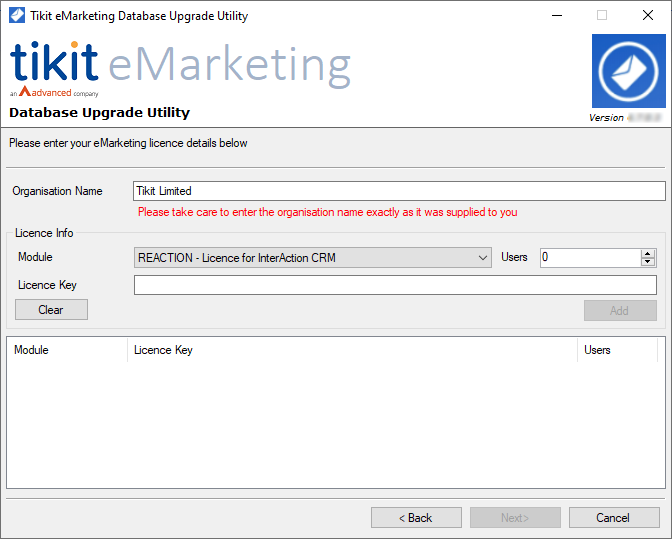 Tikit eMarketing Database Upgrade Utility
tikit eMarketing
an Advanced company
Database Upgrade Utility
Version
Please enter your eMarketing licence details below
Organisation Name Tikit Limited
Please take care to enter the organisation name exactly as it was supplied to you
Licence Info
Module REACTION - Licence for InterAction CRM Users 0
Licence Key
Clear Add
Module Licence Key Users
< Back Next> Cancel